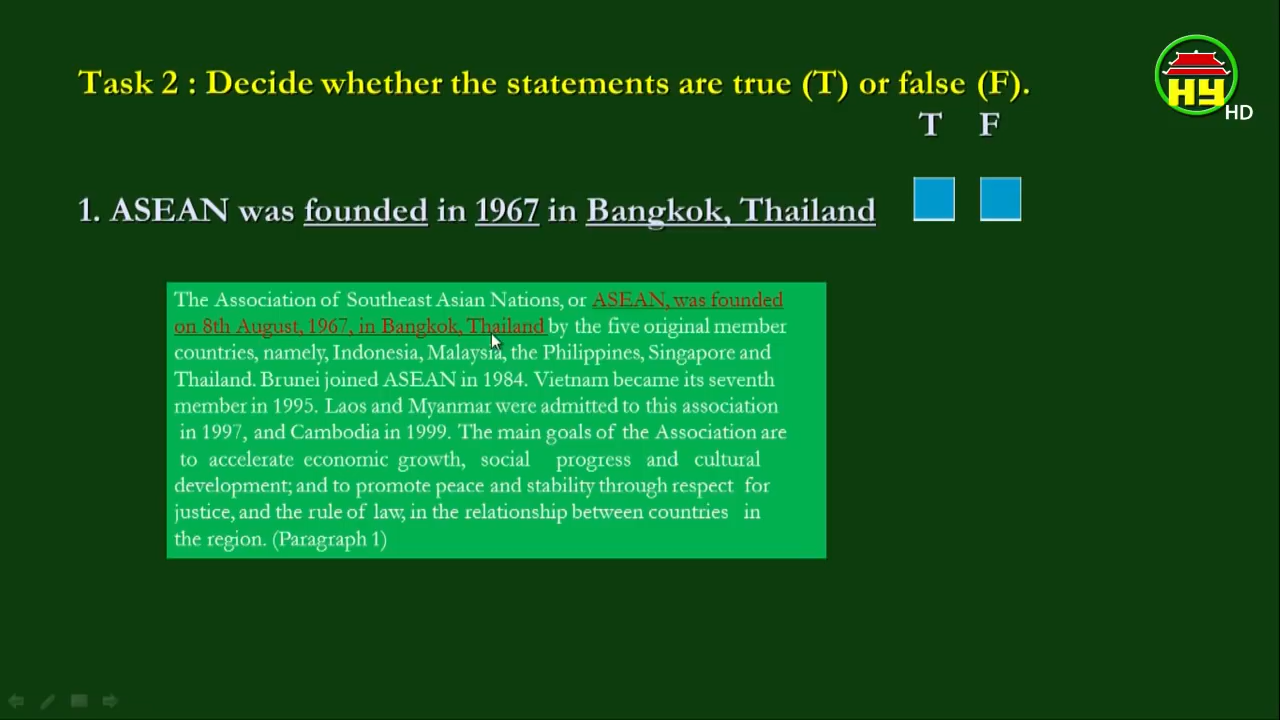 Task 2 : Decide whether the statements are true (T) or false (F).
HY
HD
T F
1. ASEAN was founded in 1967 in Bangkok, Thailand
The Association of Southeast Asian Nations, or ASEAN, was founded
on 8th August, 1967, in Bangkok, Thailand by the five original member
countries, namely, Indonesia, Malaysia, the Philippines, Singapore and
Thailand. Brunei joined ASEAN in 1984. Vietnam became its seventh
member in 1995. Laos and Myanmar were admitted to this association
in 1997, and Cambodia in 1999. The main goals of the Association are
to accelerate economic growth, social progress and cultural
development; and to promote peace and stability through respect for
justice, and the rule of law, in the relationship between countries in
the region. (Paragraph 1)